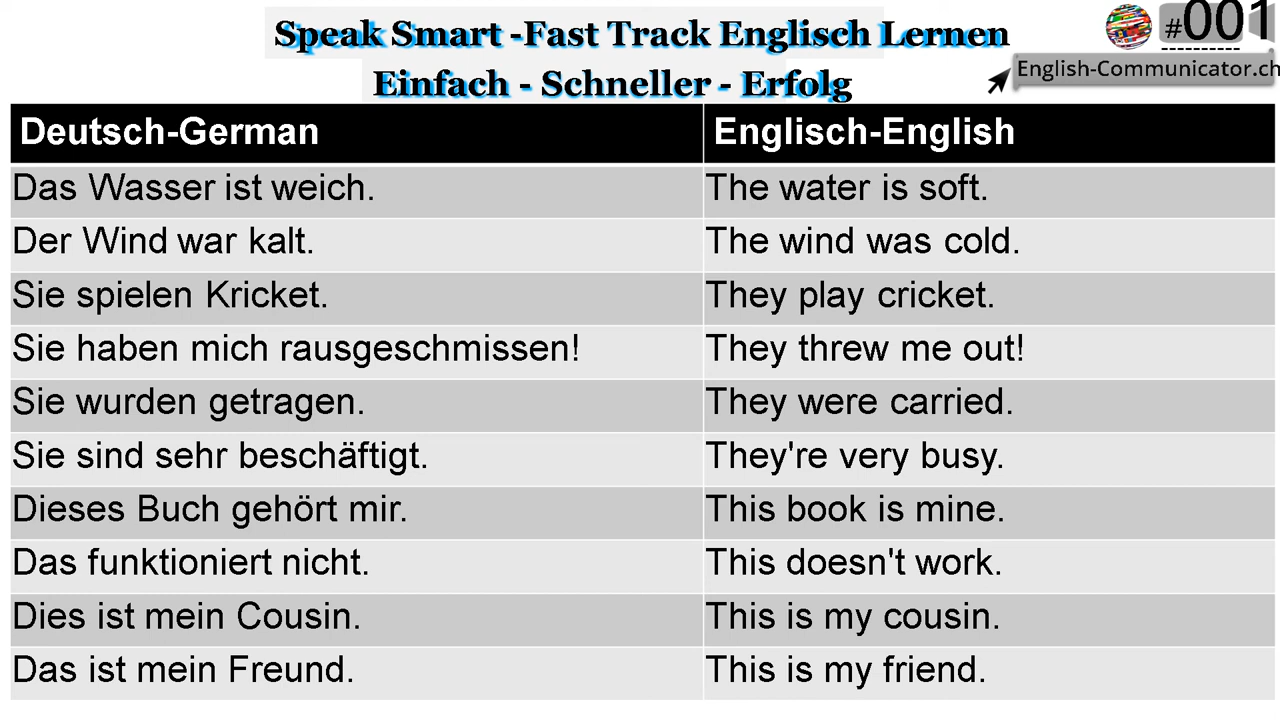 Speak Smart -Fast Track Englisch Lernen
Einfach - Schneller - Erfolg
#001
English-Communicator.ch
Deutsch-German Englisch-English
Das Wasser ist weich. The water is soft.
Der Wind war kalt. The wind was cold.
Sie spielen Kricket. They play cricket.
Sie haben mich rausgeschmissen! They threw me out!
Sie wurden getragen. They were carried.
Sie sind sehr beschäftigt. They're very busy.
Dieses Buch gehört mir. This book is mine.
Das funktioniert nicht. This doesn't work.
Dies ist mein Cousin. This is my cousin.
Das ist mein Freund. This is my friend.